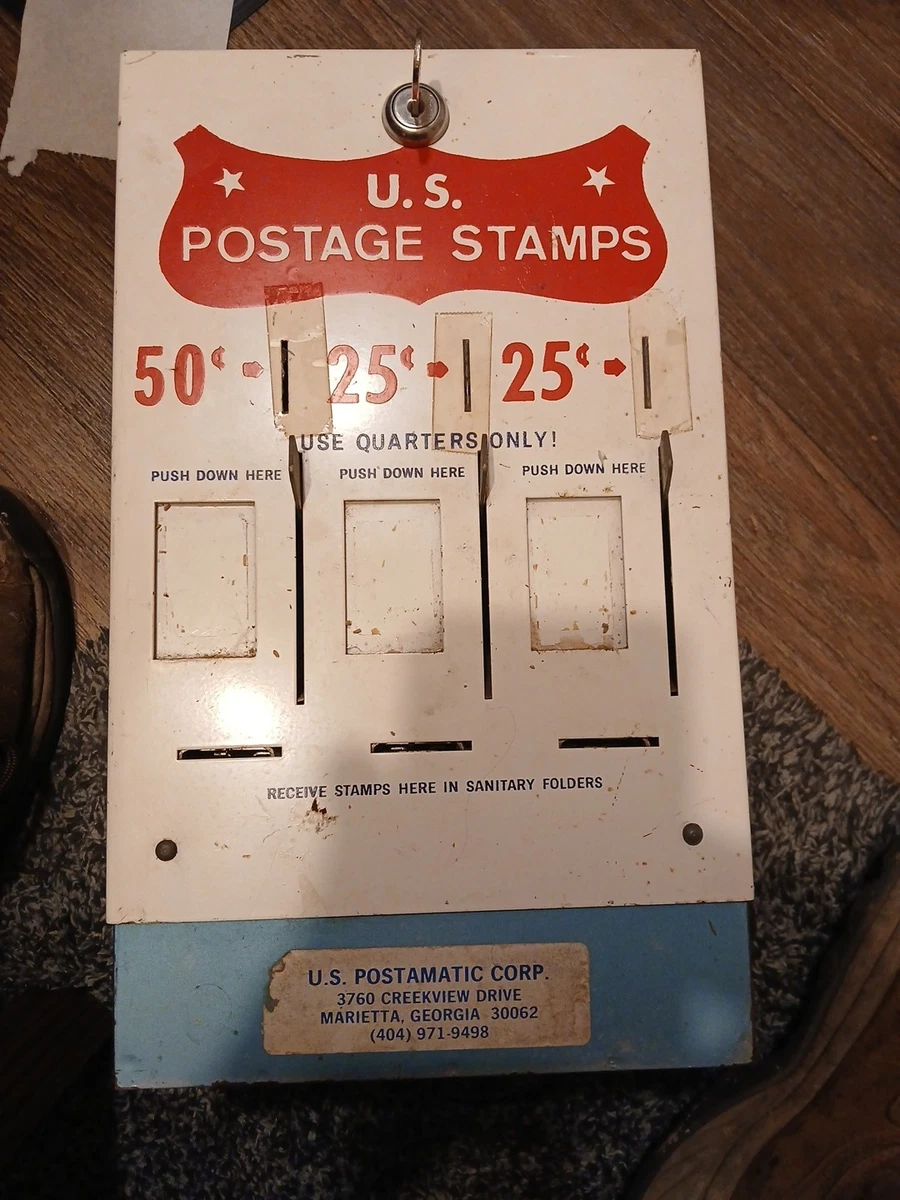 U.S.
POSTAGE STAMPS
50¢ 25¢ 25¢
USE QUARTERS ONLY!
PUSH DOWN HERE PUSH DOWN HERE PUSH DOWN HERE
RECEIVE STAMPS HERE IN SANITARY FOLDERS
U.S. POSTAMATIC CORP.
3760 CREEKVIEW DRIVE
MARIETTA, GEORGIA 30062
(404) 971-9498